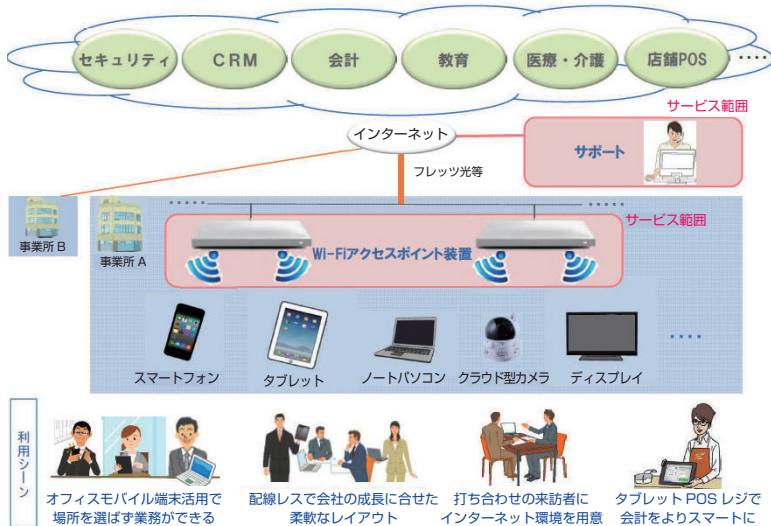 セキュリティ
CRM
会計
教育
医療・介護
店舗POS
‥‥
サービス範囲
インターネット
サポート
フレッツ光等
‥‥‥
‥‥‥
サービス範囲
事業所 B
事業所 A
Wi-Fiアクセスポイント装置
スマートフォン
タブレット
ノートパソコン
クラウド型カメラ
ディスプレイ
‥‥
利用シーン
オフィスモバイル端末活用で
場所を選ばず業務ができる
配線レスで会社の成長に合せた
柔軟なレイアウト
打ち合わせの来訪者に
インターネット環境を用意
タブレット POS レジで
会計をよりスマートに